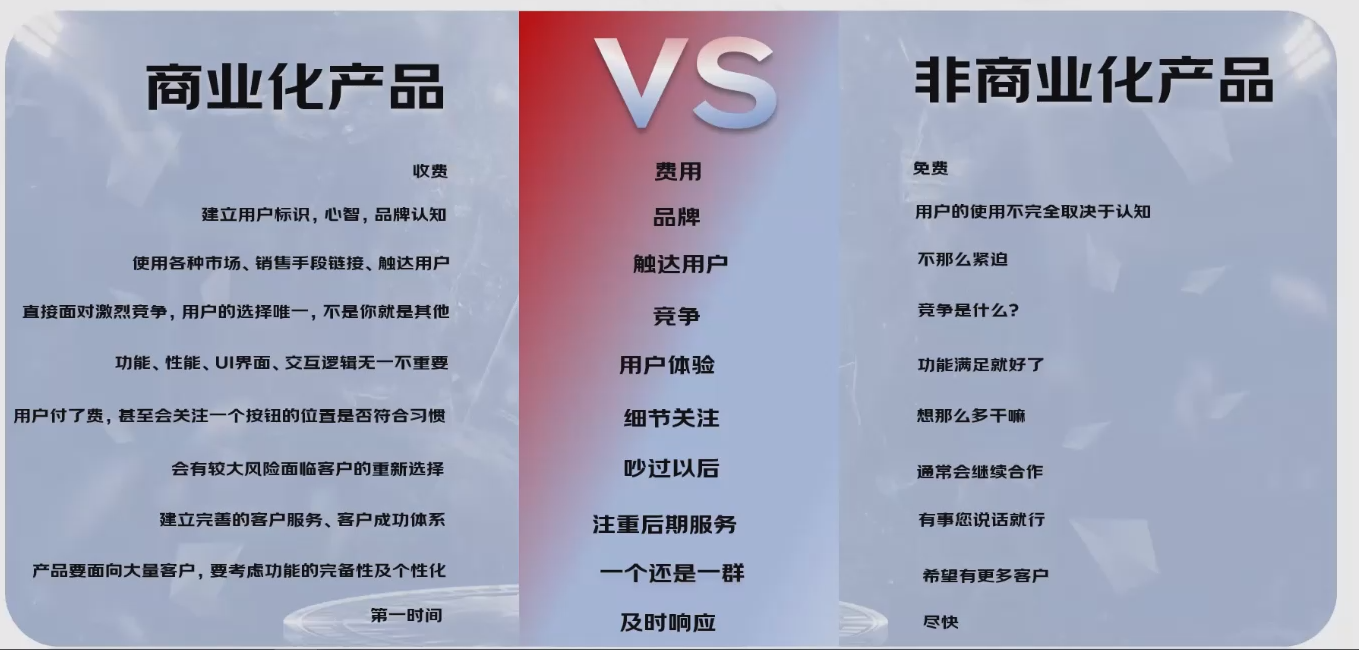 商业化产品 VS 非商业化产品
收费 费用 免费
建立用户标识，心智，品牌认知 品牌 用户的使用不完全取决于认知
使用各种市场、销售手段链接、触达用户 触达用户 不那么紧迫
直接面对激烈竞争，用户的选择唯一，不是你就是其他 竞争 竞争是什么？
功能、性能、UI界面、交互逻辑无一不重要 用户体验 功能满足就好了
用户付了费，甚至会关注一个按钮的位置是否符合习惯 细节关注 想那么多干嘛
会有较大风险面临客户的重新选择 吵过以后 通常会继续合作
建立完善的客户服务、客户成功体系 注重后期服务 有事您说话就行
产品要面向大量客户，要考虑功能的完备性及个性化 一个还是一群 希望有更多客户
第一时间 及时响应 尽快